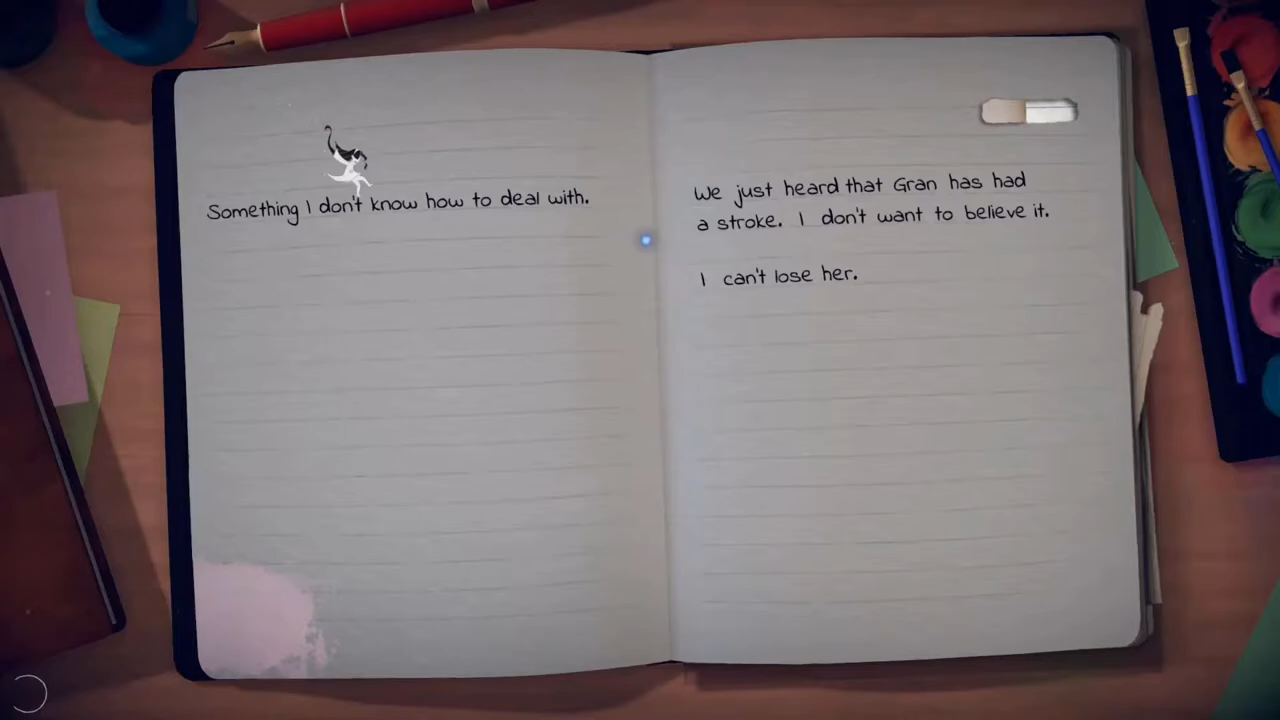 Something I don't know how to deal with.
We just heard that Gran has had
a stroke. I don't want to believe it.
I can't lose her.